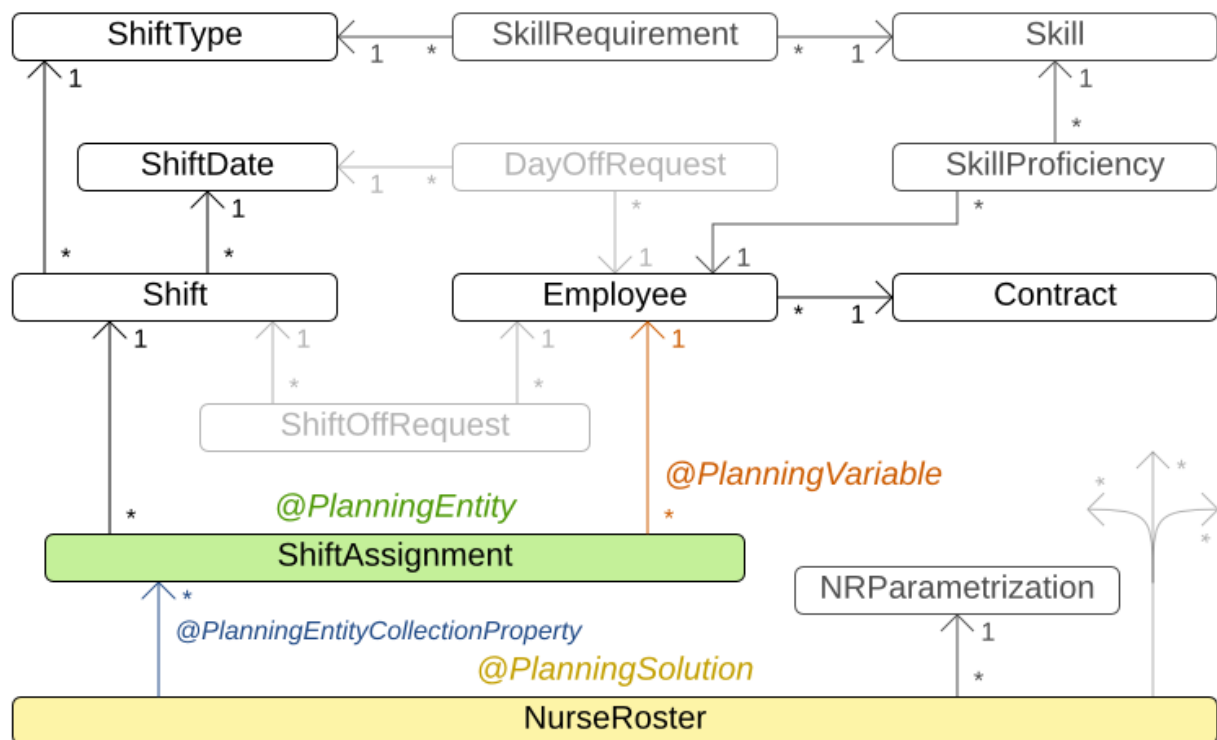 ShiftType
SkillRequirement
Skill
1
*
*
1
1
1
*
ShiftDate
DayOffRequest
SkillProficiency
1
*
1
*
*
*
*
1
1
Shift
Employee
Contract
*
1
1
1
1
1
*
*
ShiftOffRequest
@PlanningVariable
*
*
@PlanningEntity
*
*
*
ShiftAssignment
NRParametrization
*
@PlanningEntityCollectionProperty
1
@PlanningSolution
*
NurseRoster